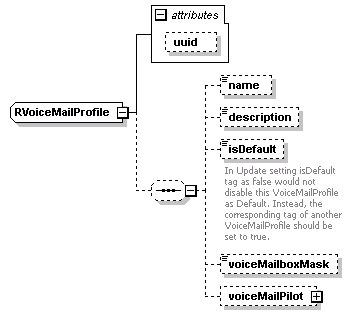 attributes
uuid
RVoiceMailProfile
name
description
isDefault
In Update setting isDefault
tag as false would not
disable this VoiceMailProfile
as Default. Instead, the
corresponding tag of another
VoiceMailProfile should be
set to true.
voiceMailboxMask
voiceMailPilot